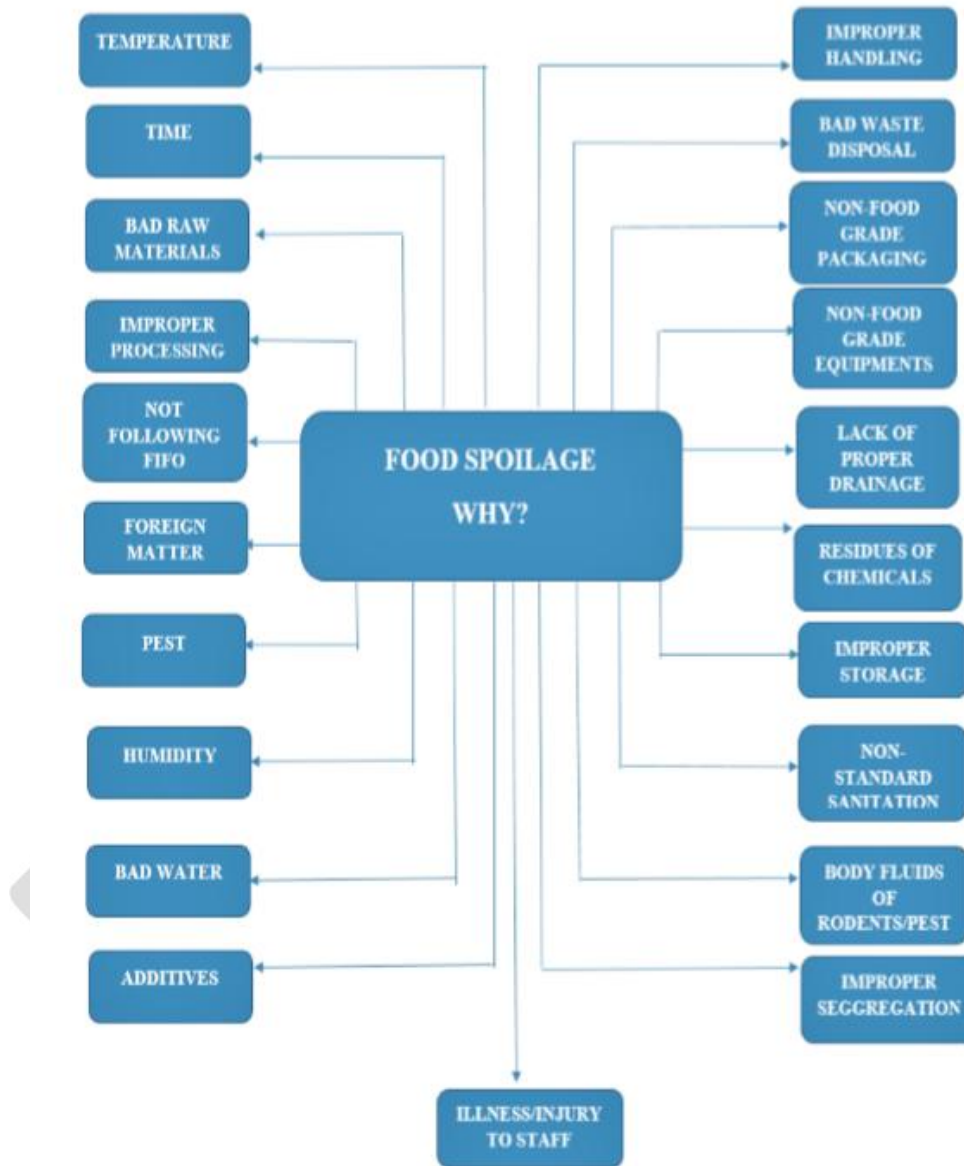 TEMPERATURE
TIME
BAD RAW
MATERIALS
IMPROPER
PROCESSING
NOT
FOLLOWING
FIFO
FOREIGN
MATTER
PEST
HUMIDITY
BAD WATER
ADDITIVES
FOOD SPOILAGE
WHY?
IMPROPER
HANDLING
BAD WASTE
DISPOSAL
NON-FOOD
GRADE
PACKAGING
NON-FOOD
GRADE
EQUIPMENTS
LACK OF
PROPER
DRAINAGE
RESIDUES OF
CHEMICALS
IMPROPER
STORAGE
NON-
STANDARD
SANITATION
BODY FLUIDS
OF
RODENTS/PEST
IMPROPER
SEGGREGATION
ILLNESS/INJURY
TO STAFF